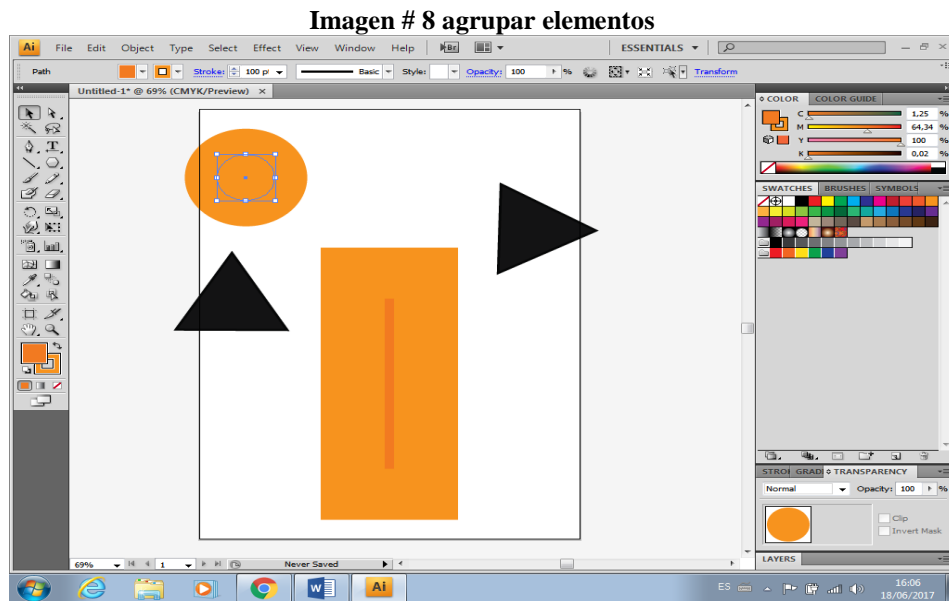 Imagen # 8 agrupar elementos
Ai File Edit Object Type Select Effect View Window Help Br ESSENTIALS
Path Stroke: 100 p Basic Style: Opacity: 100 % Transform
Untitled-1* @ 69% (CMYK/Preview) ×
COLOR COLOR GUIDE
C 1,25 %
M 64,34 %
Y 100 %
K 0,02 %
SWATCHES BRUSHES SYMBOLS
T
STROI GRADI TRANSPARENCY
Normal Opacity: 100 %
Clip
Invert Mask
LAYERS
69% 1 Never Saved
W Ai ES 16:06
18/06/2017